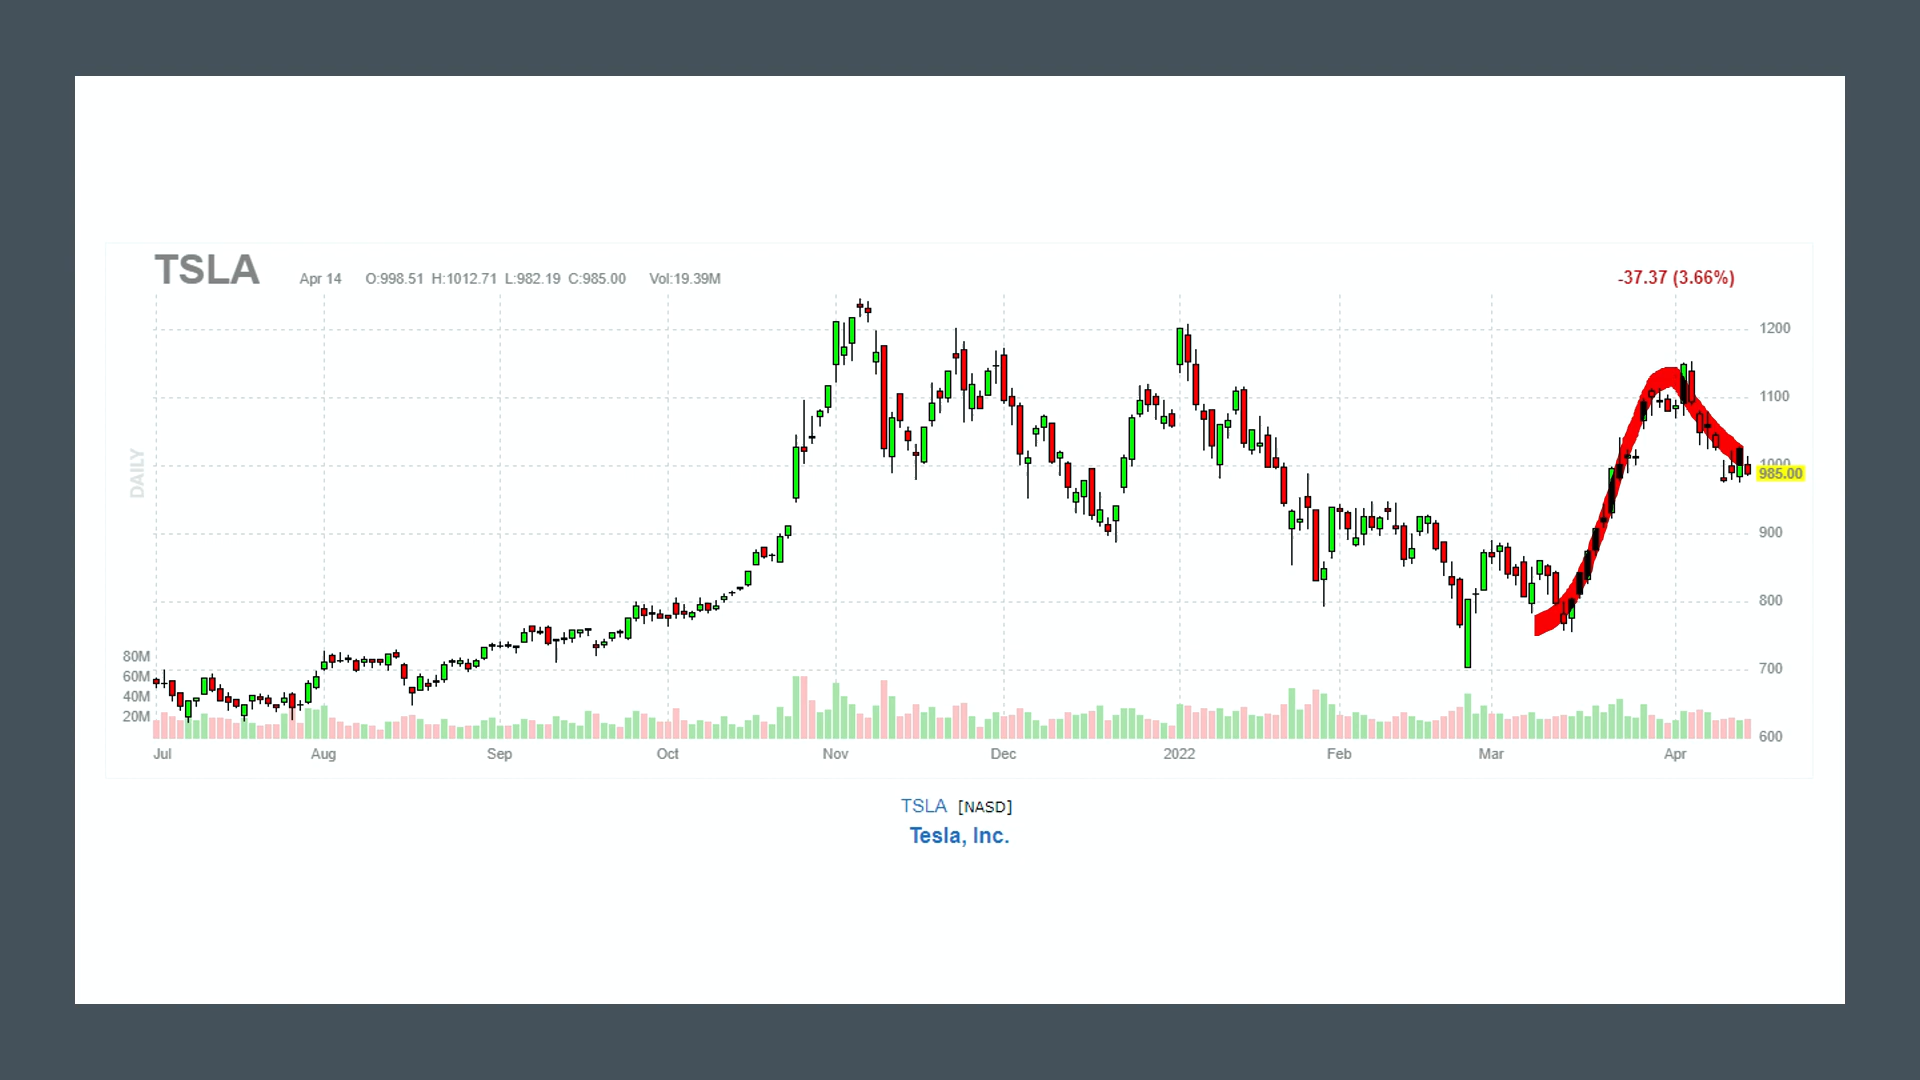 TSLA Apr 14 O:998.51 H:1012.71 L:982.19 C:985.00 Vol:19.39M -37.37 (3.66%)
1200
1100
1000
985.00
900
800
700
600
DAILY
80M
60M
40M
20M
Jul Aug Sep Oct Nov Dec 2022 Feb Mar Apr
TSLA [NASD]
Tesla, Inc.